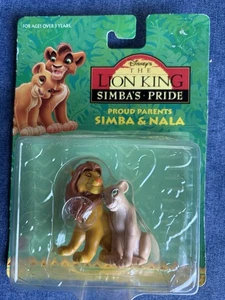 FOR AGES OVER 3 YEARS.
Disney's
THE
LION KING
SIMBA'S • PRIDE
PROUD PARENTS
SIMBA & NALA